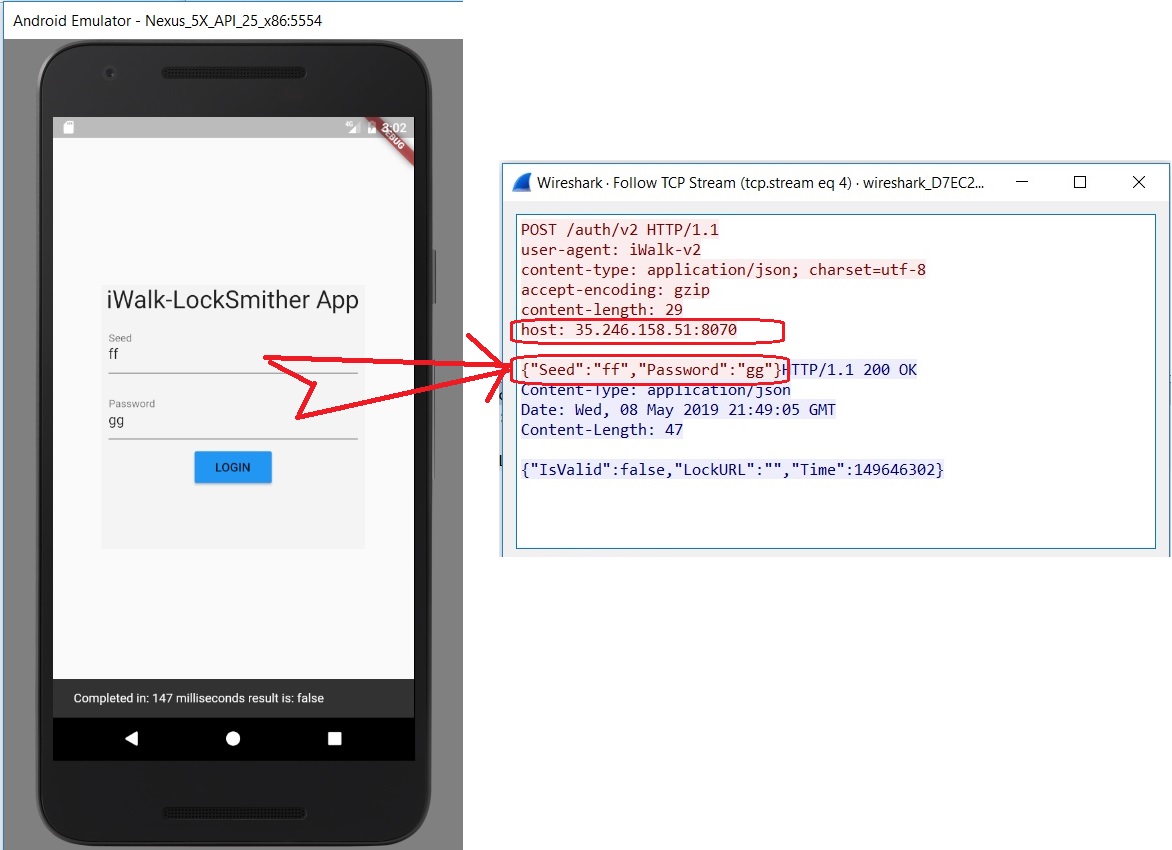 Android Emulator - Nexus_5X_API_25_x86:5554
4G
3:02
DEBUG
iWalk-LockSmither App
Seed
ff
Password
gg
LOGIN
Completed in: 147 milliseconds result is: false
Wireshark · Follow TCP Stream (tcp.stream eq 4) · wireshark_D7EC2...
POST /auth/v2 HTTP/1.1
user-agent: iWalk-v2
content-type: application/json; charset=utf-8
accept-encoding: gzip
content-length: 29
host: 35.246.158.51:8070
{"Seed":"ff","Password":"gg"}HTTP/1.1 200 OK
Content-Type: application/json
Date: Wed, 08 May 2019 21:49:05 GMT
Content-Length: 47
{"IsValid":false,"LockURL":"","Time":149646302}